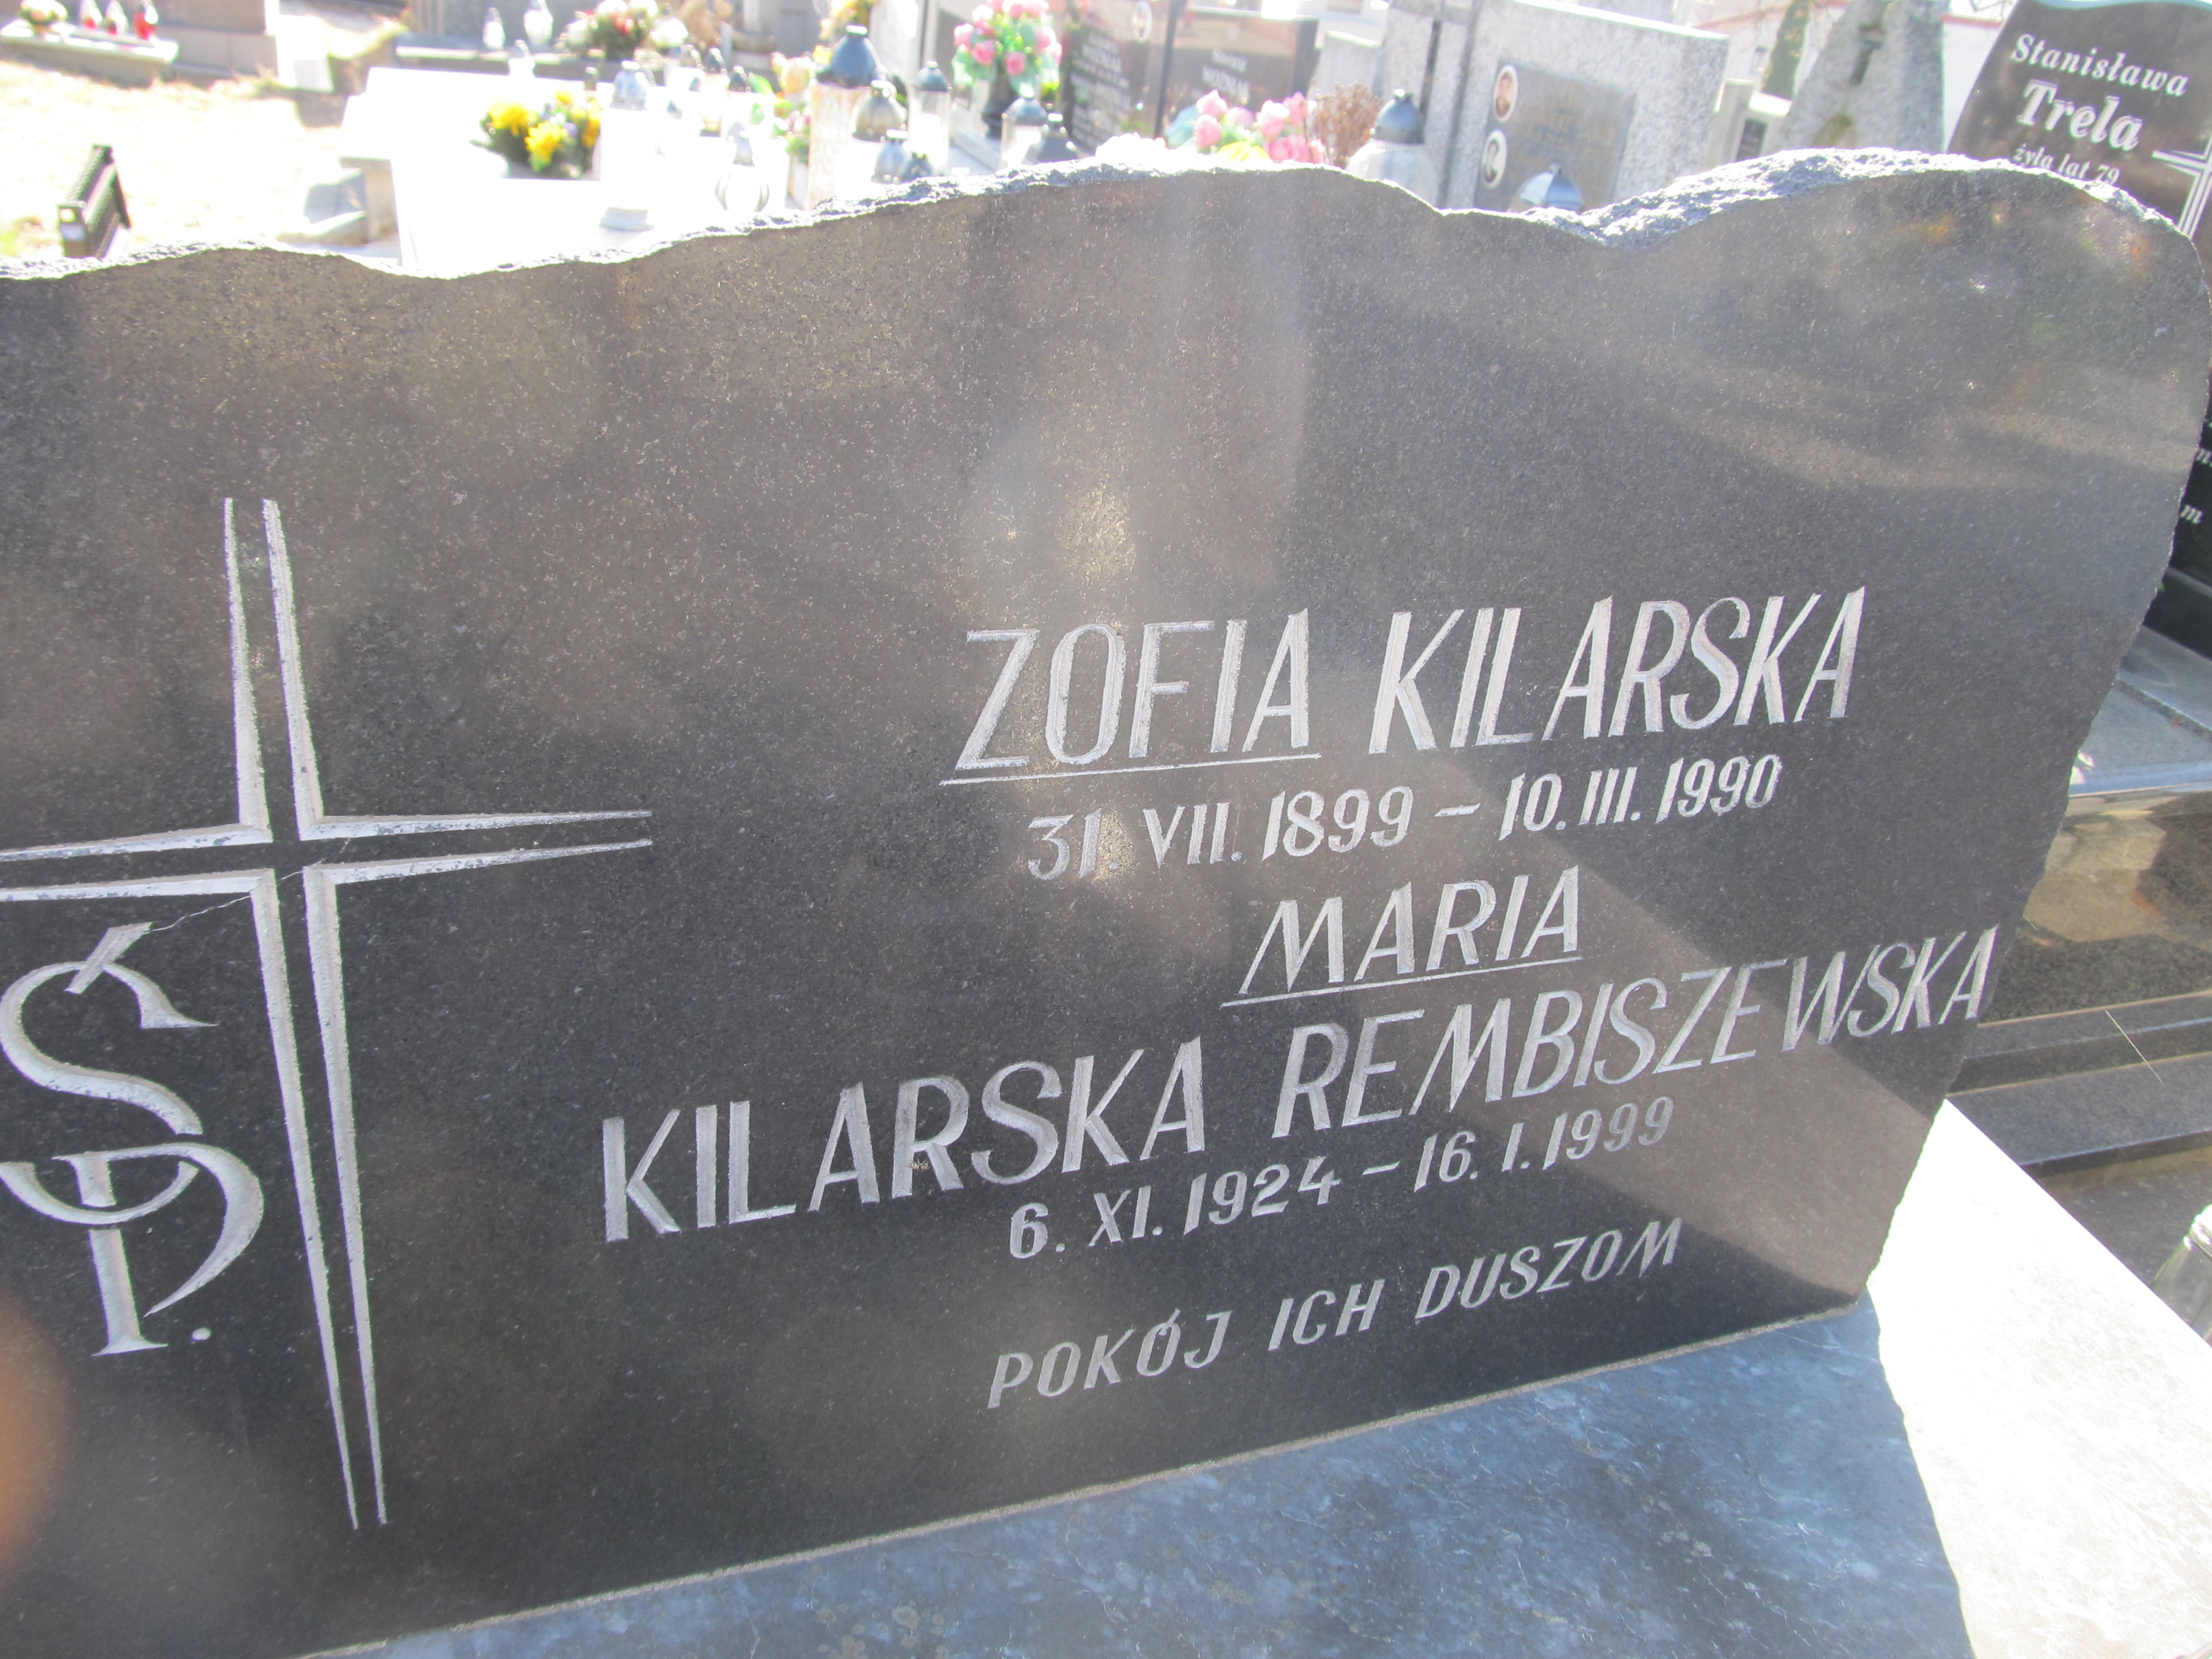 ŚP.
ZOFIA KILARSKA
31. VII. 1899 – 10. III. 1990
MARIA
KILARSKA REMBISZEWSKA
6. XI. 1924 – 16. I. 1999
POKÓJ ICH DUSZOM
Stanisława
Trela
żyła lat 79